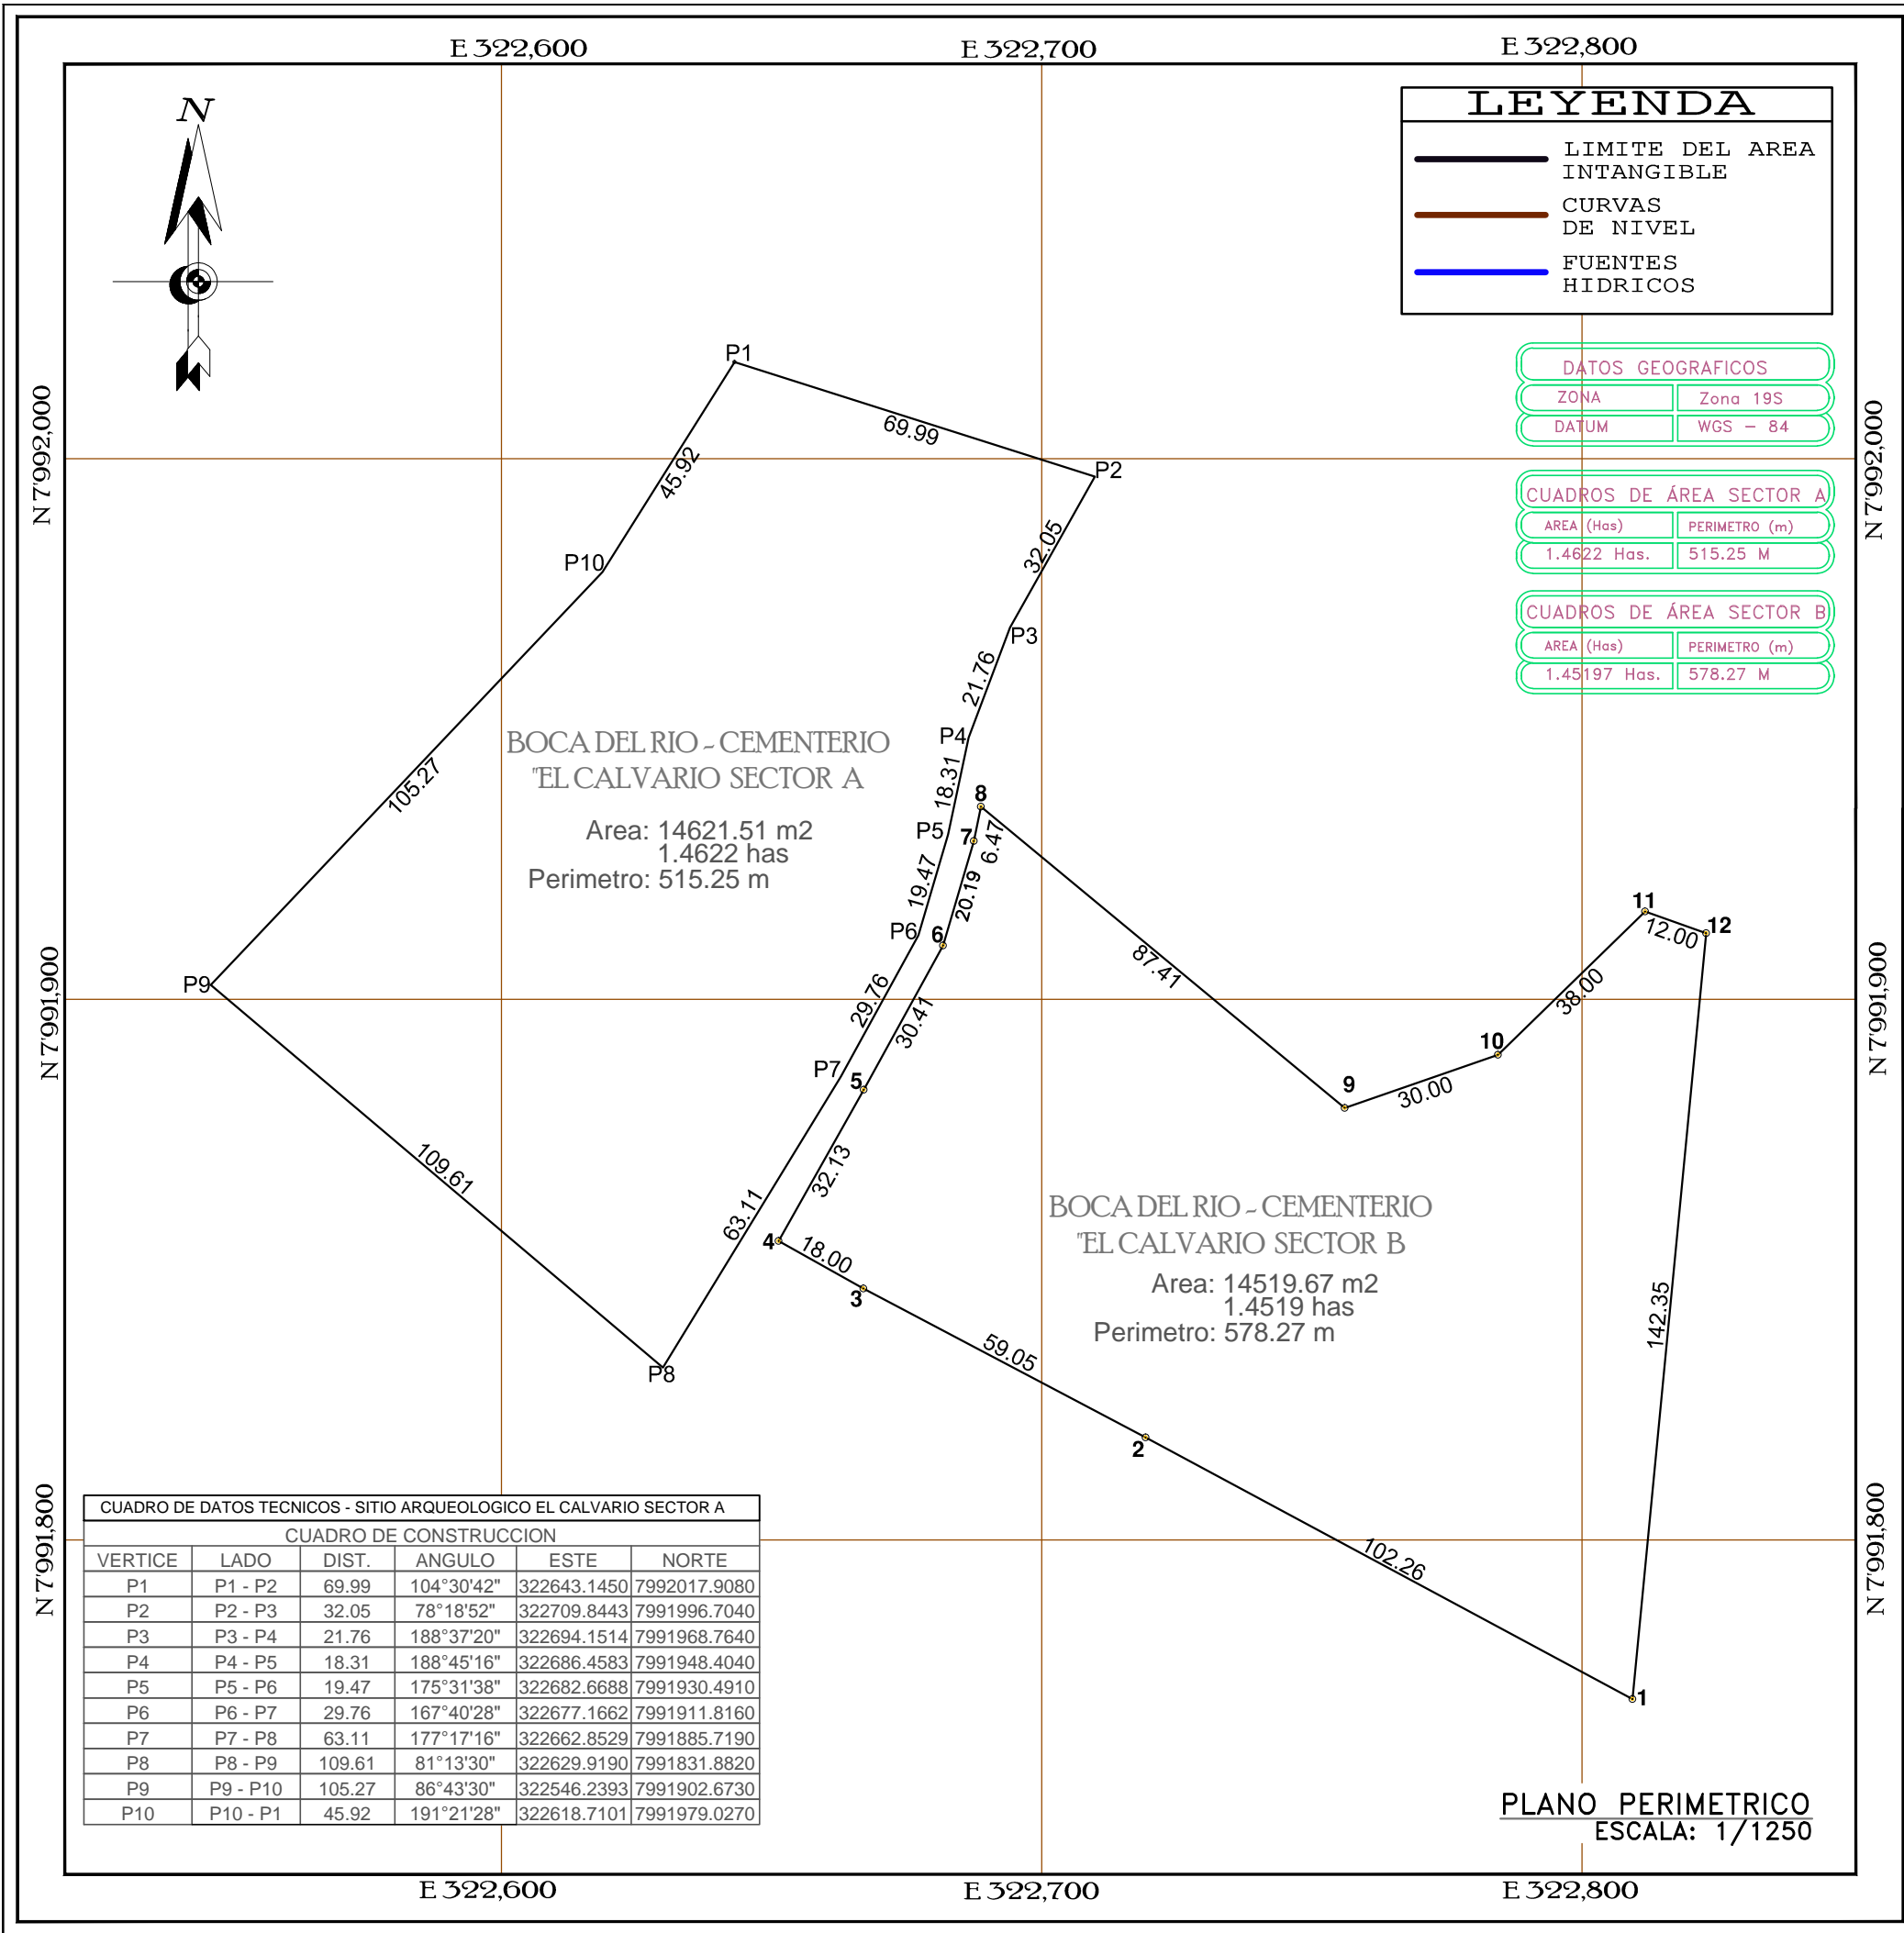 E 322,600
E 322,700
E 322,800
N
LEYENDA
LIMITE DEL AREA
INTANGIBLE
CURVAS
DE NIVEL
FUENTES
HIDRICOS
DATOS GEOGRAFICOS
ZONA Zona 19S
DATUM WGS - 84
CUADROS DE ÁREA SECTOR A
AREA (Has) PERIMETRO (m)
1.4622 Has. 515.25 M
CUADROS DE ÁREA SECTOR B
AREA (Has) PERIMETRO (m)
1.45197 Has. 578.27 M
N 7'992,000
N 7'992,000
N 7'991,900
N 7'991,900
N 7'991,800
N 7'991,800
P1
69.99
P2
32.05
P3
21.76
P4
18.31
P5
19.47
P6
29.76
P7
63.11
P8
109.61
P9
105.27
P10
45.92
BOCA DEL RIO - CEMENTERIO
"EL CALVARIO SECTOR A
Area: 14621.51 m2
1.4622 has
Perimetro: 515.25 m
8
6.47
7
20.19
6
30.41
5
32.13
4
18.00
3
59.05
2
102.26
1
142.35
12
12.00
11
38.00
10
30.00
9
87.41
BOCA DEL RIO - CEMENTERIO
"EL CALVARIO SECTOR B
Area: 14519.67 m2
1.4519 has
Perimetro: 578.27 m
CUADRO DE DATOS TECNICOS - SITIO ARQUEOLOGICO EL CALVARIO SECTOR A
CUADRO DE CONSTRUCCION
VERTICE LADO DIST. ANGULO ESTE NORTE
P1 P1 - P2 69.99 104°30'42" 322643.1450 7992017.9080
P2 P2 - P3 32.05 78°18'52" 322709.8443 7991996.7040
P3 P3 - P4 21.76 188°37'20" 322694.1514 7991968.7640
P4 P4 - P5 18.31 188°45'16" 322686.4583 7991948.4040
P5 P5 - P6 19.47 175°31'38" 322682.6688 7991930.4910
P6 P6 - P7 29.76 167°40'28" 322677.1662 7991911.8160
P7 P7 - P8 63.11 177°17'16" 322662.8529 7991885.7190
P8 P8 - P9 109.61 81°13'30" 322629.9190 7991831.8820
P9 P9 - P10 105.27 86°43'30" 322546.2393 7991902.6730
P10 P10 - P1 45.92 191°21'28" 322618.7101 7991979.0270
PLANO PERIMETRICO
ESCALA: 1/1250
E 322,600
E 322,700
E 322,800